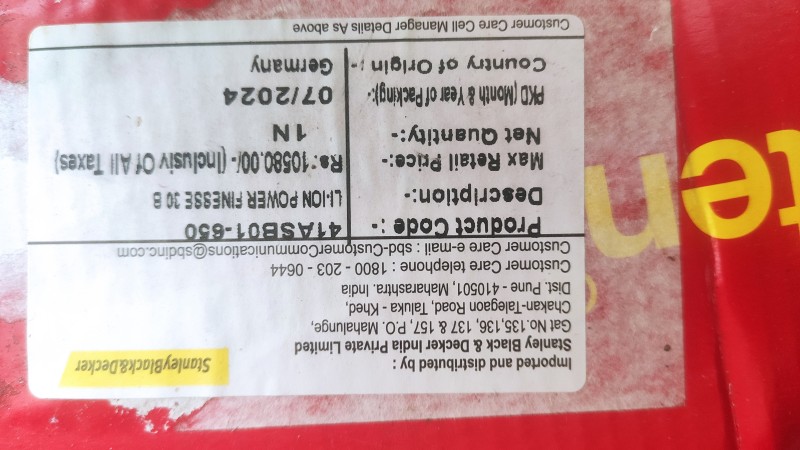 StanleyBlack&Decker
Imported and distributed by :
Stanley Black & Decker India Private Limited
Gat No.135,136, 137 & 157, P.O. Mahalunge,
Chakan-Talegaon Road, Taluka - Khed,
Dist. Pune - 410501, Maharashtra. India
Customer Care telephone : 1800 - 203 - 0644
Customer Care e-mail : sbd-CustomerCommunications@sbdinc.com
Product Code :- 41ASB01-650
Description:- LI-ION POWER FINESSE 30 B
Max Retail Price:- Rs.:10580.00/- (Inclusiv Of All Taxes)
Net Quantity:- 1N
PKD (Month & Year of Packing):- 07/2024
Country of Origin :- Germany
Customer Care Cell Manager Details As above
ten